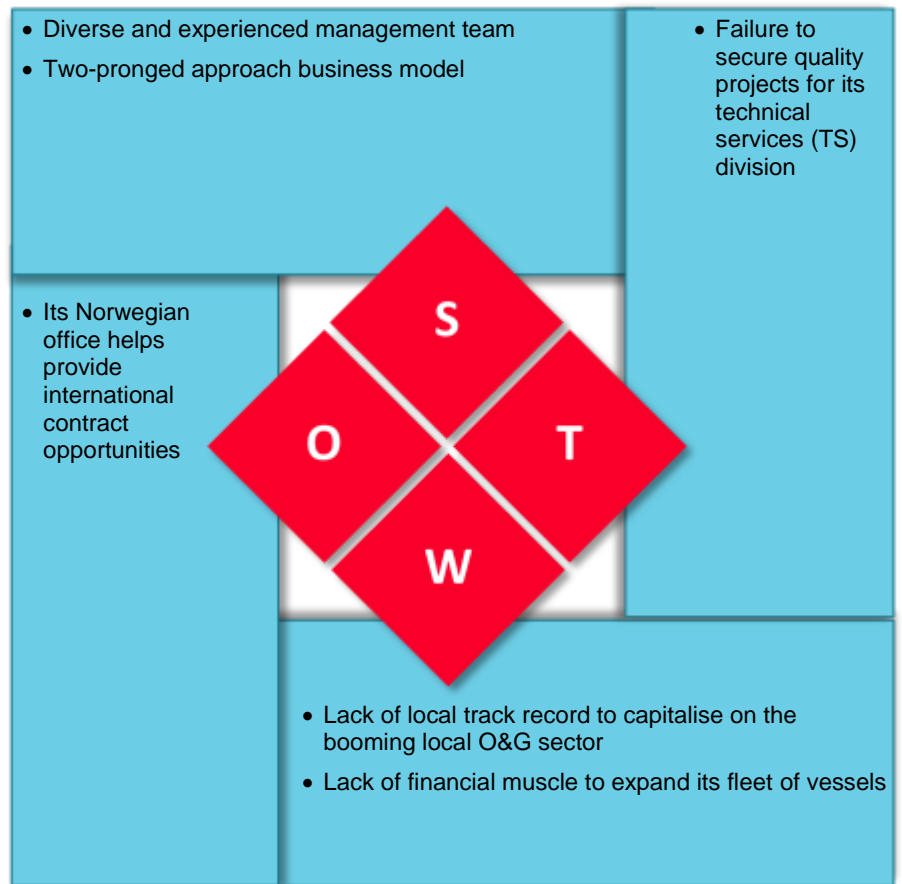 • Diverse and experienced management team
• Two-pronged approach business model
• Failure to
secure quality
projects for its
technical
services (TS)
division
• Its Norwegian
office helps
provide
international
contract
opportunities
S
O
T
W
• Lack of local track record to capitalise on the
booming local O&G sector
• Lack of financial muscle to expand its fleet of vessels